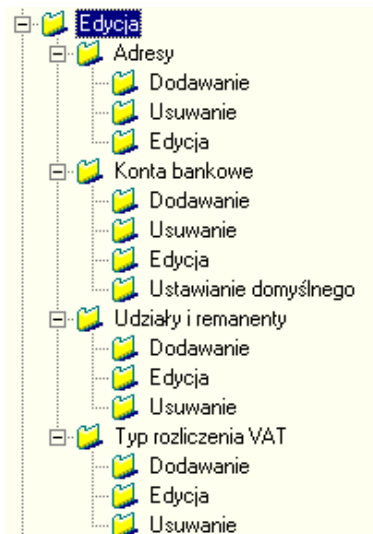 Edycja
Adresy
Dodawanie
Usuwanie
Edycja
Konta bankowe
Dodawanie
Usuwanie
Edycja
Ustawianie domyślnego
Udziały i remanenty
Dodawanie
Edycja
Usuwanie
Typ rozliczenia VAT
Dodawanie
Edycja
Usuwanie